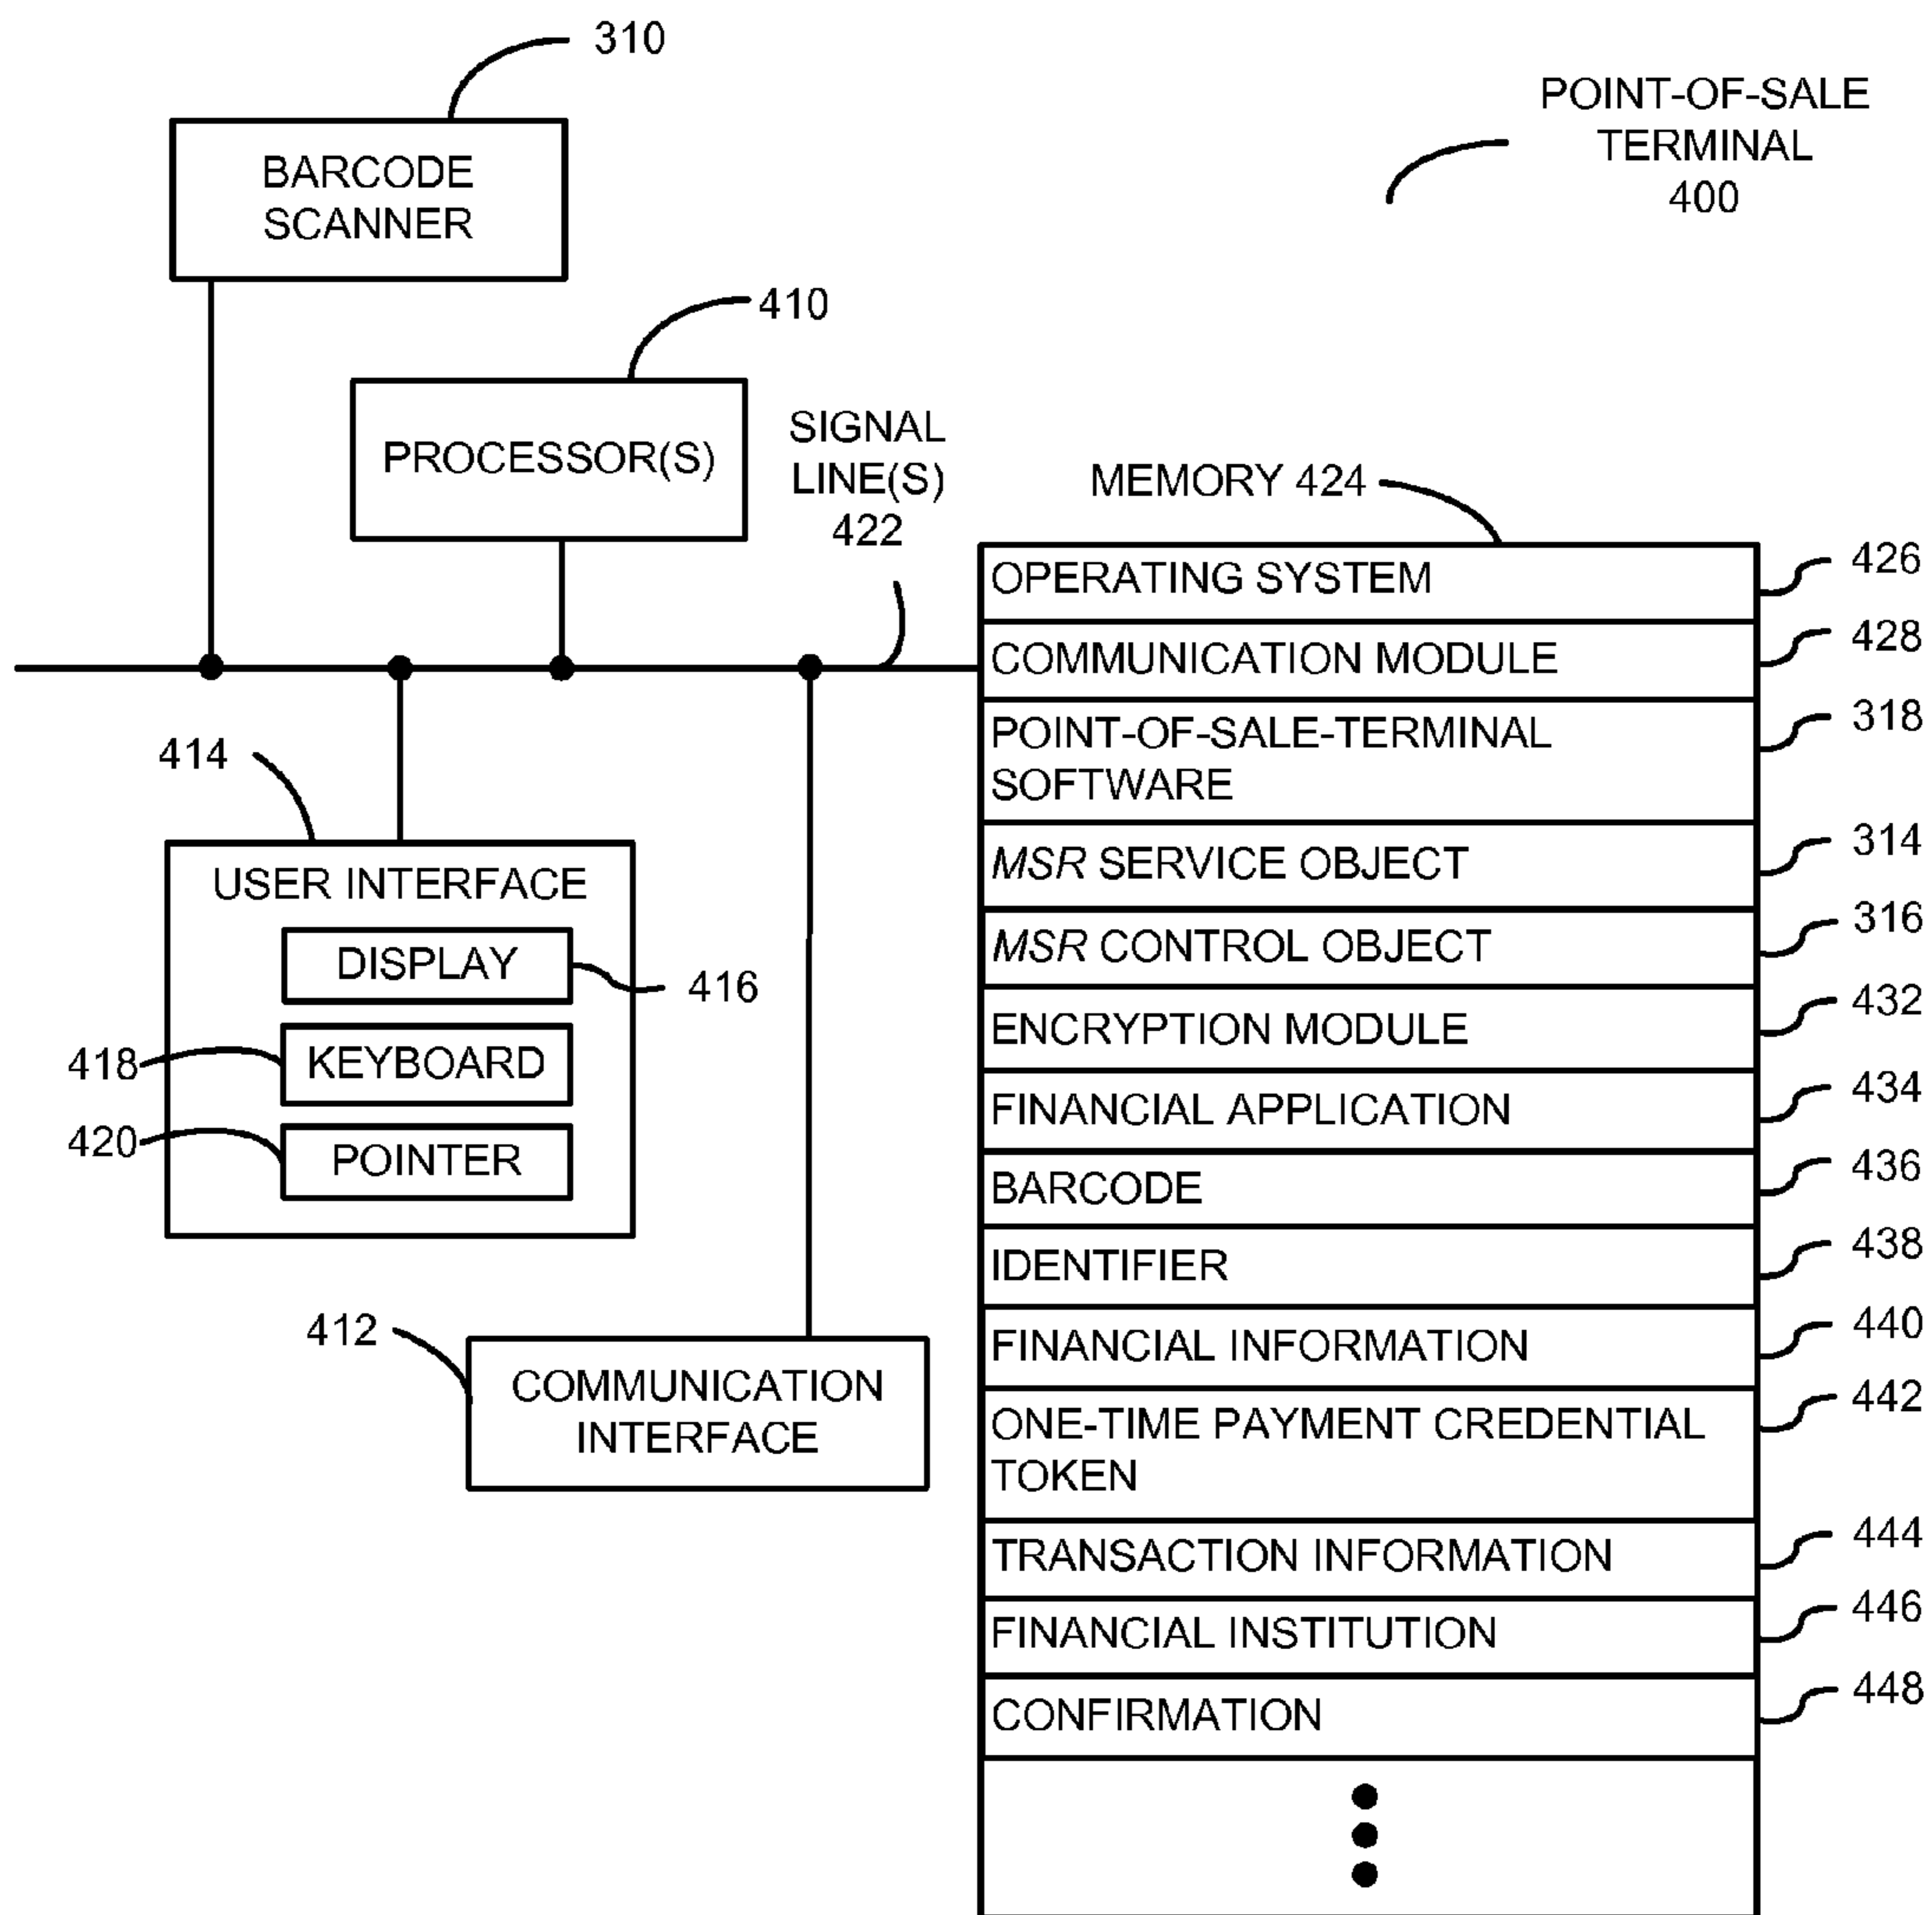 310
POINT-OF-SALE
TERMINAL
400
BARCODE
SCANNER
410
PROCESSOR(S)
SIGNAL
LINE(S)
422
MEMORY 424
OPERATING SYSTEM
426
COMMUNICATION MODULE
428
POINT-OF-SALE-TERMINAL
SOFTWARE
318
MSR SERVICE OBJECT
314
MSR CONTROL OBJECT
316
ENCRYPTION MODULE
432
FINANCIAL APPLICATION
434
BARCODE
436
IDENTIFIER
438
FINANCIAL INFORMATION
440
ONE-TIME PAYMENT CREDENTIAL
TOKEN
442
TRANSACTION INFORMATION
444
FINANCIAL INSTITUTION
446
CONFIRMATION
448
414
USER INTERFACE
DISPLAY
416
418
KEYBOARD
420
POINTER
412
COMMUNICATION
INTERFACE